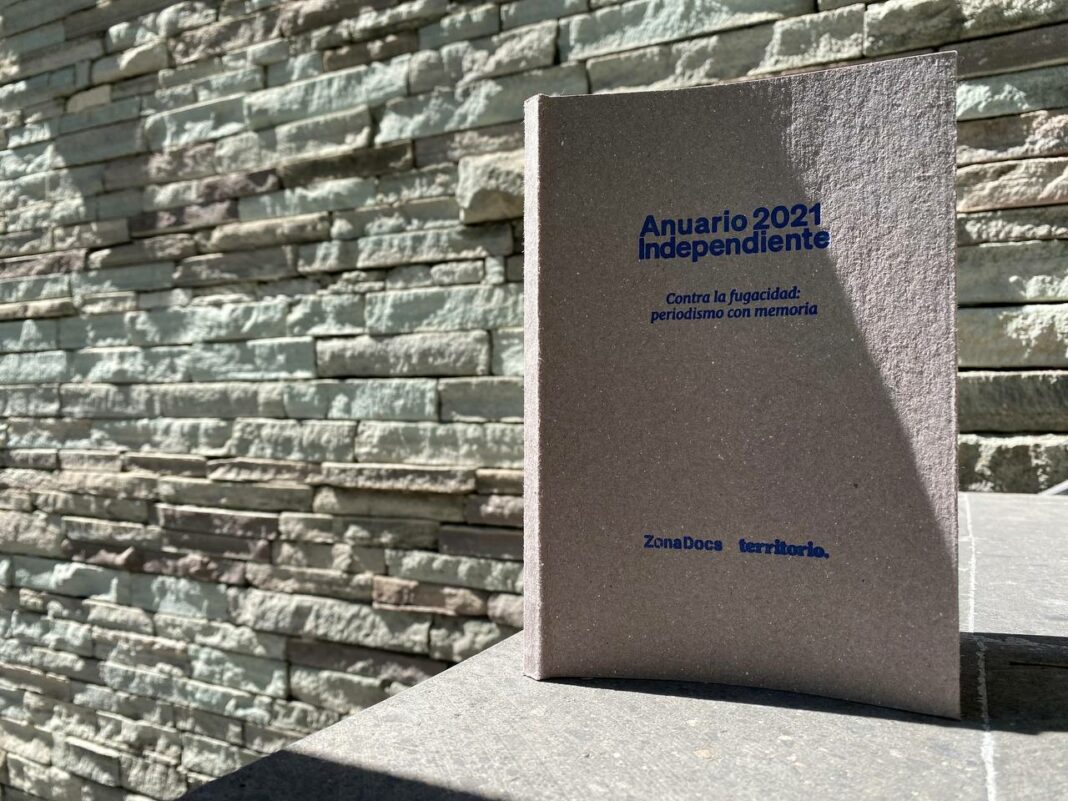 Anuario 2021
Independiente
Contra la fugacidad:
periodismo con memoria
ZonaDocs territorio.